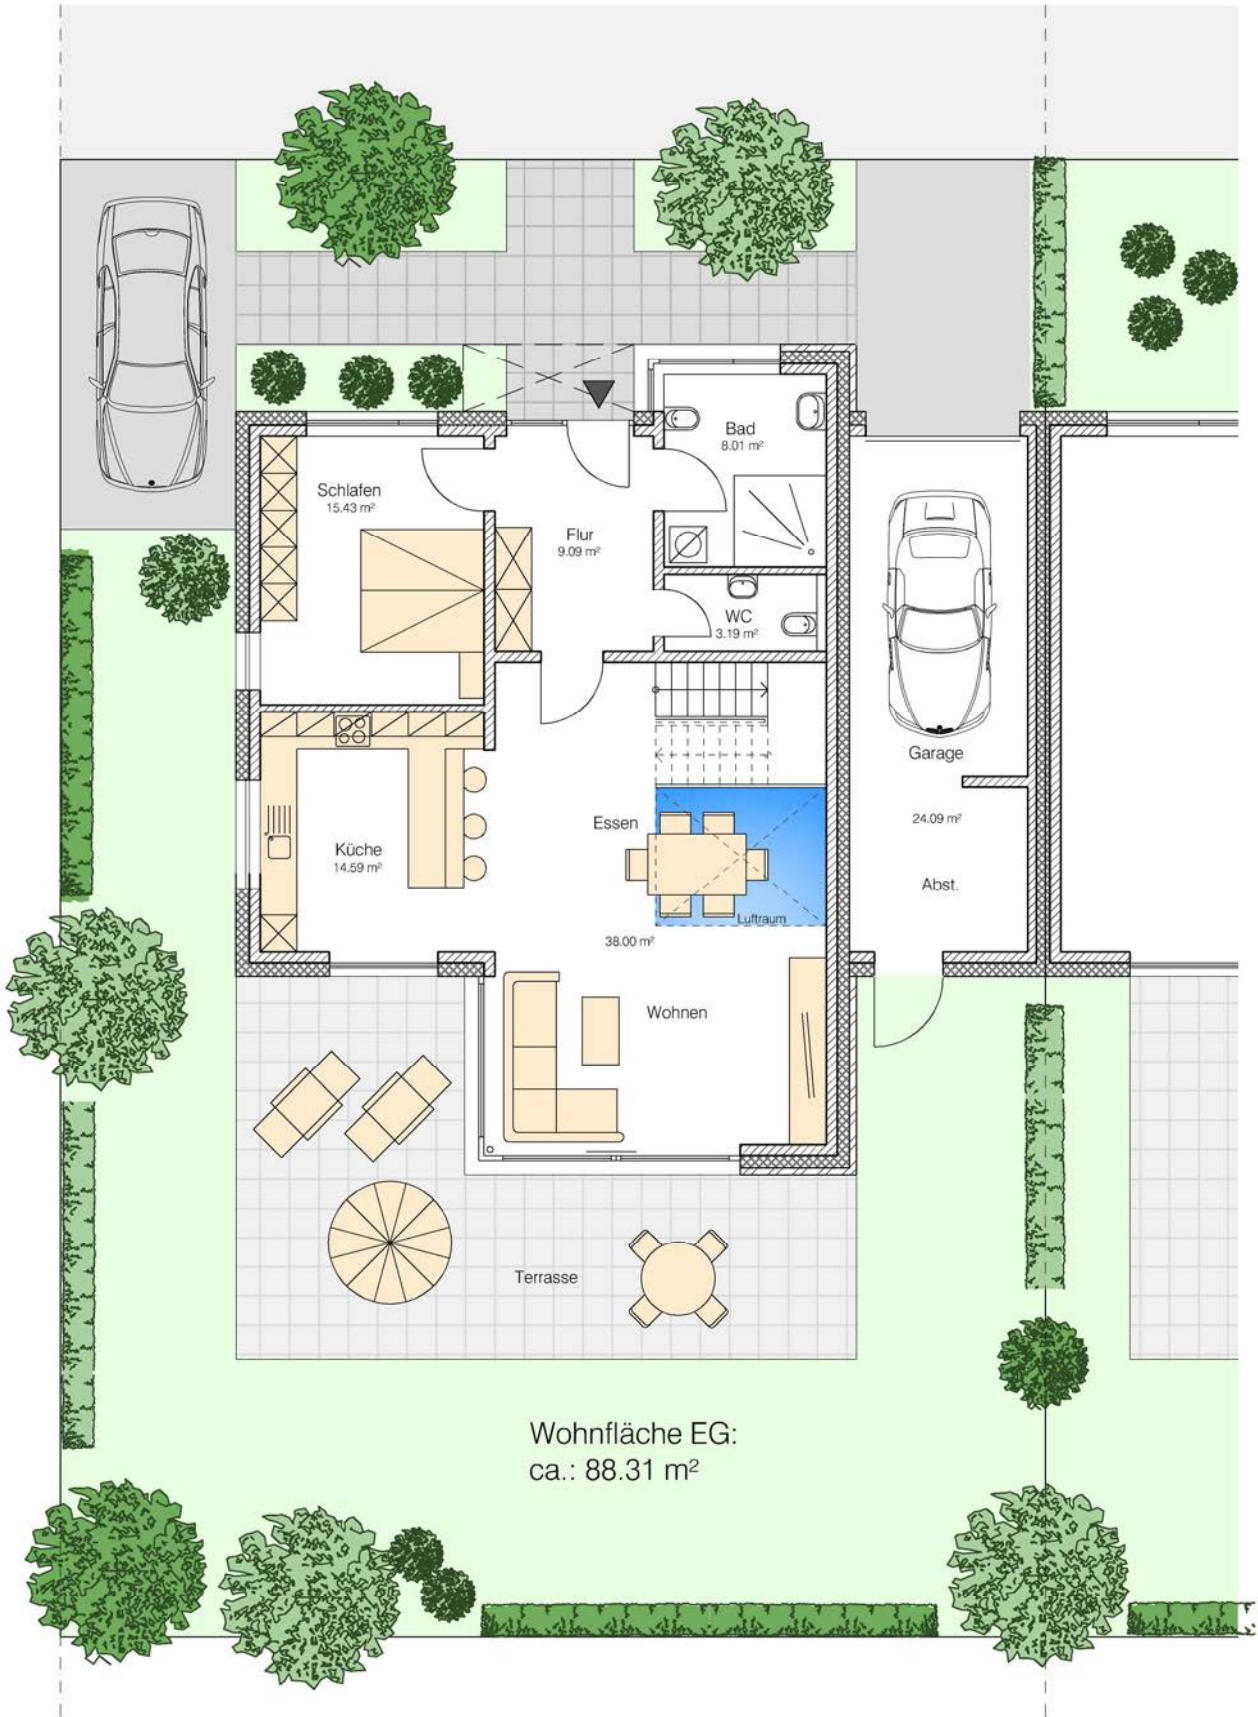 Bad
8.01 m²
Schlafen
15.43 m²
Flur
9.09 m²
WC
3.19 m²
Garage
24.09 m²
Abst.
Essen
Küche
14.59 m²
Luftraum
38.00 m²
Wohnen
Terrasse
Wohnfläche EG:
ca.: 88.31 m²